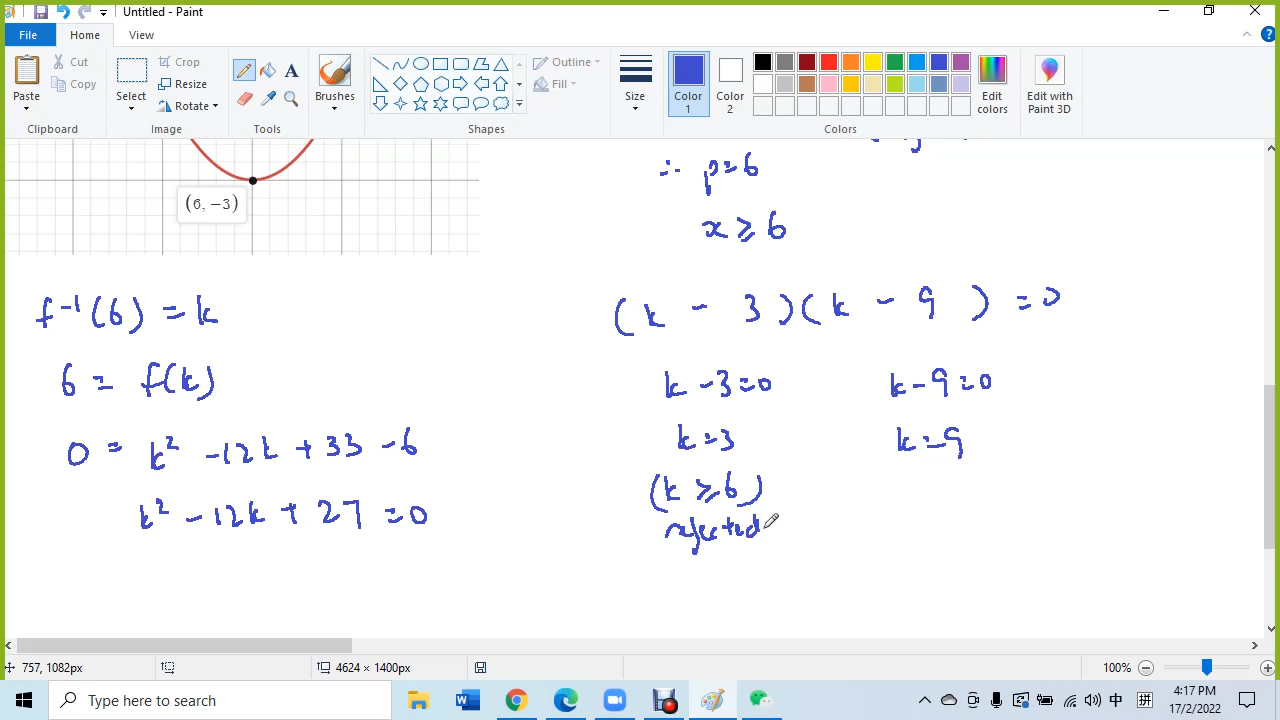 Untitled - Paint
File Home View
Paste
Cut
Copy
Clipboard
Select
Crop
Resize
Rotate
Image
A
Tools
Brushes
Outline
Fill
Shapes
Size
Color 1
Color 2
Edit colors
Colors
Edit with Paint 3D
(6, −3)
∴ p = 6
x ⩾ 6
f⁻¹(6) = k
6 = f(k)
0 = k² - 12k + 33 - 6
k² - 12k + 27 = 0
(k - 3)(k - 9) = 0
k - 3 = 0 k - 9 = 0
k = 3 k = 9
(k ⩾ 6)
rejected
757, 1082px
4624 × 1400px
100%
Type here to search
中
拼
4:17 PM
17/2/2022